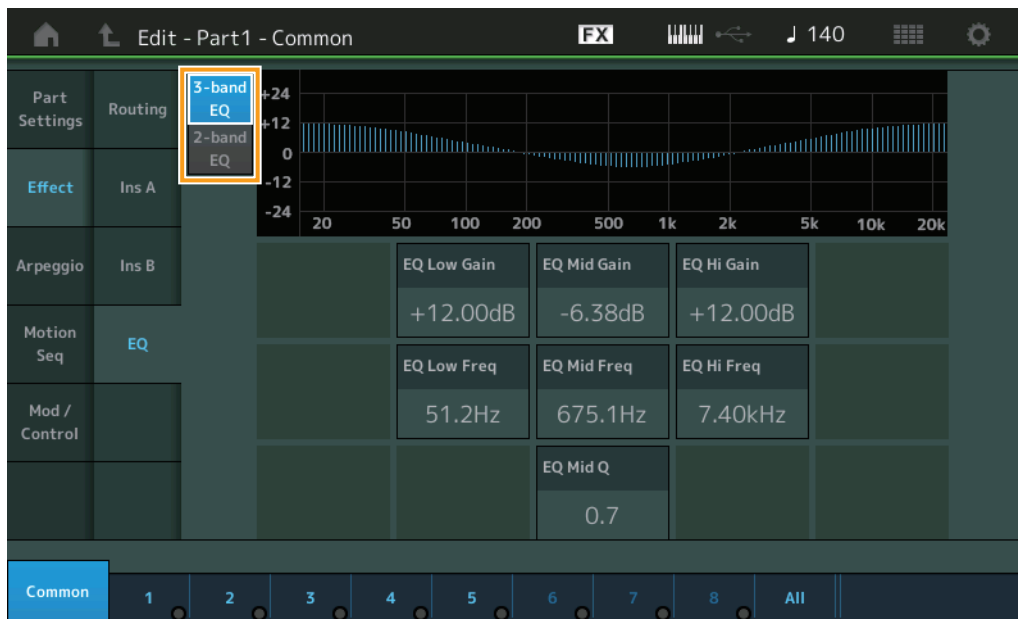 Edit - Part1 - Common
FX
♩ 140
Part
Settings
Effect
Arpeggio
Motion
Seq
Mod /
Control
Routing
Ins A
Ins B
EQ
3-band
EQ
2-band
EQ
+24
+12
0
-12
-24
20 50 100 200 500 1k 2k 5k 10k 20k
EQ Low Gain
+12.00dB
EQ Mid Gain
-6.38dB
EQ Hi Gain
+12.00dB
EQ Low Freq
51.2Hz
EQ Mid Freq
675.1Hz
EQ Hi Freq
7.40kHz
EQ Mid Q
0.7
Common 1 2 3 4 5 6 7 8 All